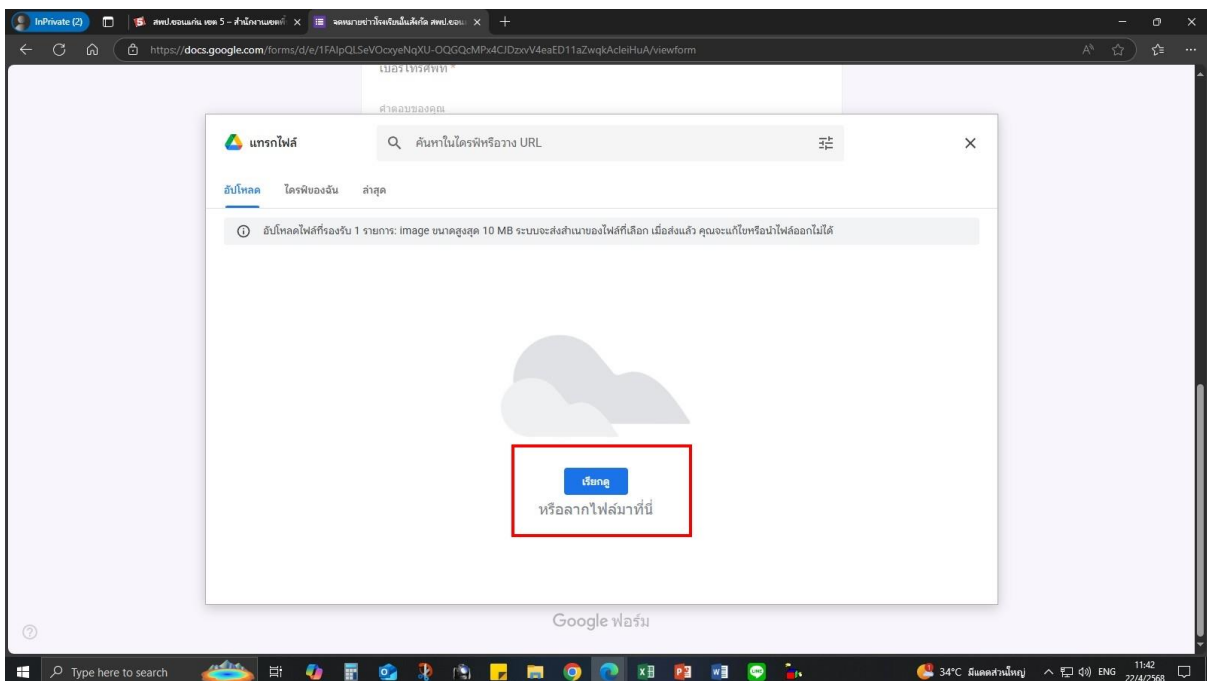 InPrivate (2)
สพป.ขอนแก่น เขต 5 – สำนักงานเขตพื้
จดหมายข่าวโรงเรียนในสังกัด สพป.ขอน
https://docs.google.com/forms/d/e/1FAIpQLSeVOcxyeNqXU-OQGQcMPx4CJDzxvV4eaED11aZwqkAcleiHuA/viewform
เบอร์โทรศัพท์ *
คำตอบของคุณ
แทรกไฟล์
ค้นหาในไดรฟ์หรือวาง URL
อัปโหลด
ไดรฟ์ของฉัน
ล่าสุด
อัปโหลดไฟล์ที่รองรับ 1 รายการ: image ขนาดสูงสุด 10 MB ระบบจะส่งสำเนาของไฟล์ที่เลือก เมื่อส่งแล้ว คุณจะแก้ไขหรือนำไฟล์ออกไม่ได้
เรียกดู
หรือลากไฟล์มาที่นี่
Google ฟอร์ม
Type here to search
34°C มีแดดส่วนใหญ่
ENG
11:42
22/4/2568